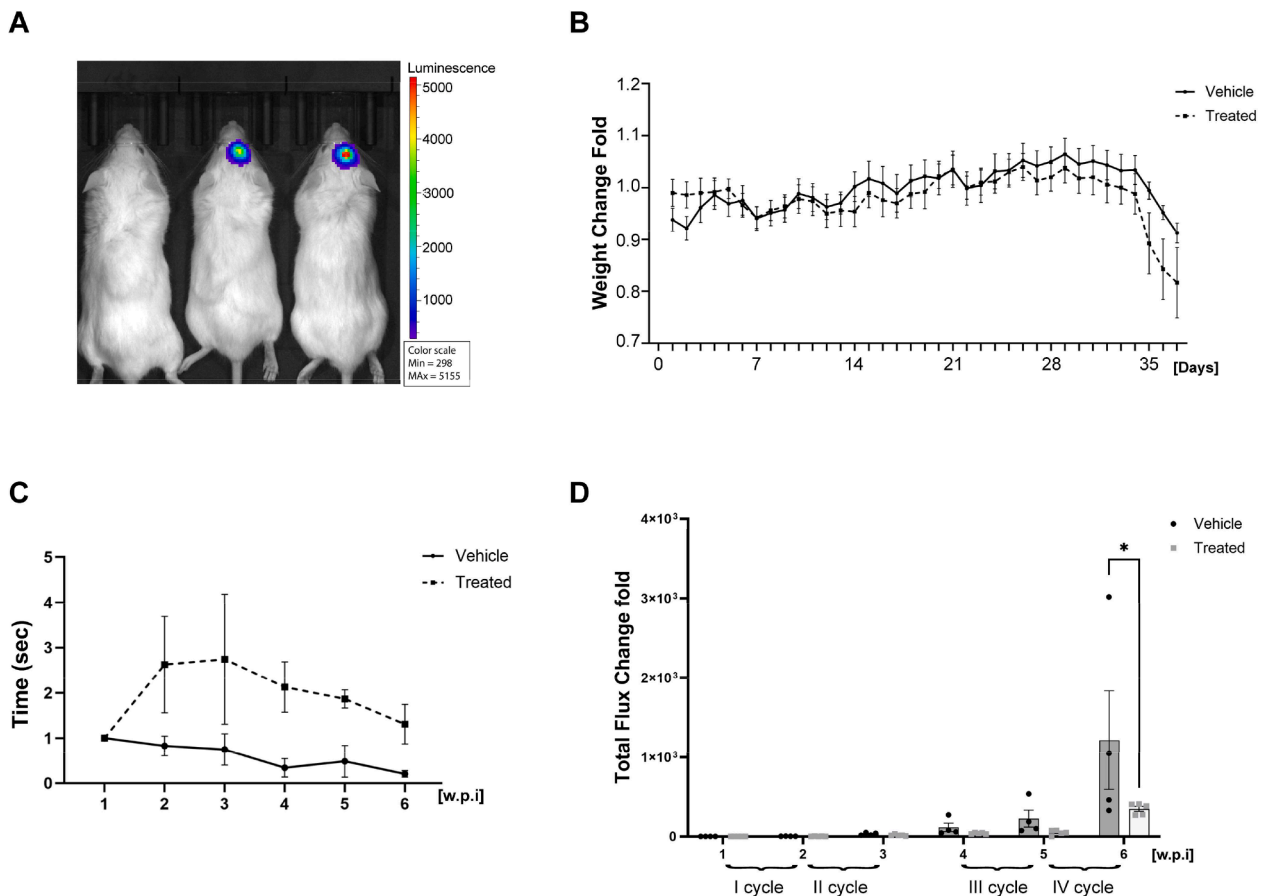 A
Luminescence
5000
4000
3000
2000
1000
Color scale
Min = 298
MAx = 5155
B
Weight Change Fold
1.2
1.1
1.0
0.9
0.8
0.7
0 7 14 21 28 35 [Days]
Vehicle
Treated
C
Time (sec)
5
4
3
2
1
0
1 2 3 4 5 6 [w.p.i]
Vehicle
Treated
D
Total Flux Change fold
4×10³
3×10³
2×10³
1×10³
0
*
1 2 3 4 5 6 [w.p.i]
I cycle II cycle III cycle IV cycle
Vehicle
Treated